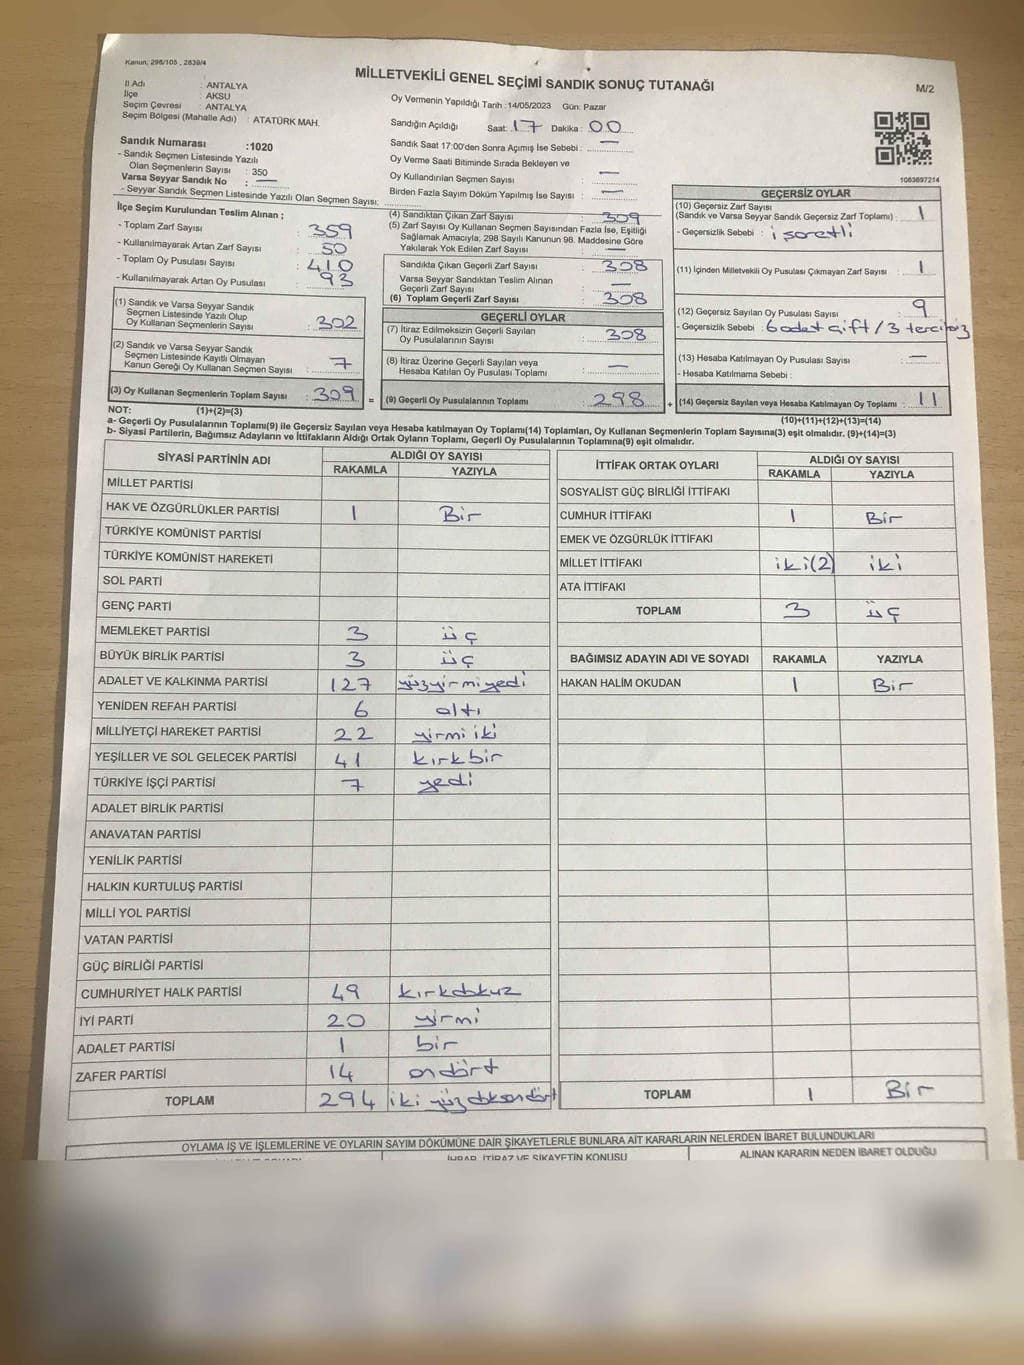 Kanun; 298/105 , 2839/4
MİLLETVEKİLİ GENEL SEÇİMİ SANDIK SONUÇ TUTANAĞI
M/2
İl Adı : ANTALYA
İlçe : AKSU
Seçim Çevresi : ANTALYA
Seçim Bölgesi (Mahalle Adı) : ATATÜRK MAH.
Oy Vermenin Yapıldığı Tarih : 14/05/2023 Gün: Pazar
Sandığın Açıldığı Saat: 17 Dakika: 00
Sandık Saat 17:00'den Sonra Açımış İse Sebebi : —
Oy Verme Saati Bitiminde Sırada Bekleyen ve
Oy Kullandırılan Seçmen Sayısı : —
Birden Fazla Sayım Döküm Yapılmış İse Sayısı : —
1083697214
Sandık Numarası :1020
- Sandık Seçmen Listesinde Yazılı
Olan Seçmenlerin Sayısı : 350
Varsa Seyyar Sandık No : —
- Seyyar Sandık Seçmen Listesinde Yazılı Olan Seçmen Sayısı:
İlçe Seçim Kurulundan Teslim Alınan ;
- Toplam Zarf Sayısı : 359
- Kullanılmayarak Artan Zarf Sayısı : 50
- Toplam Oy Pusulası Sayısı : 410
- Kullanılmayarak Artan Oy Pusulası : 93
(1) Sandık ve Varsa Seyyar Sandık
Seçmen Listesinde Yazılı Olup
Oy Kullanan Seçmenlerin Sayısı : 302
(2) Sandık ve Varsa Seyyar Sandık
Seçmen Listesinde Kayıtlı Olmayan
Kanun Gereği Oy Kullanan Seçmen Sayısı : 7
(3) Oy Kullanan Seçmenlerin Toplam Sayısı : 309 =
(4) Sandıktan Çıkan Zarf Sayısı : 309
(5) Zarf Sayısı Oy Kullanan Seçmen Sayısından Fazla İse, Eşitliği
Sağlamak Amacıyla; 298 Sayılı Kanunun 98. Maddesine Göre
Yakılarak Yok Edilen Zarf Sayısı : —
Sandıkta Çıkan Geçerli Zarf Sayısı : 308
Varsa Seyyar Sandıktan Teslim Alınan
Geçerli Zarf Sayısı : —
(6) Toplam Geçerli Zarf Sayısı : 308
GEÇERLİ OYLAR
(7) İtiraz Edilmeksizin Geçerli Sayılan
Oy Pusulalarının Sayısı : 308
(8) İtiraz Üzerine Geçerli Sayılan veya
Hesaba Katılan Oy Pusulası Toplamı : —
(9) Geçerli Oy Pusulalarının Toplamı : 298 +
GEÇERSİZ OYLAR
(10) Geçersiz Zarf Sayısı
(Sandık ve Varsa Seyyar Sandık Geçersiz Zarf Toplamı) : 1
- Geçersizlik Sebebi : işaretli
(11) İçinden Milletvekili Oy Pusulası Çıkmayan Zarf Sayısı : 1
(12) Geçersiz Sayılan Oy Pusulası Sayısı : 9
- Geçersizlik Sebebi : 6 adet çift / 3 tercihsiz
(13) Hesaba Katılmayan Oy Pusulası Sayısı : —
- Hesaba Katılmama Sebebi :
(14) Geçersiz Sayılan veya Hesaba Katılmayan Oy Toplamı : 11
NOT: (1)+(2)=(3) (10)+(11)+(12)+(13)=(14)
a- Geçerli Oy Pusulalarının Toplamı(9) ile Geçersiz Sayılan veya Hesaba katılmayan Oy Toplamı(14) Toplamları, Oy Kullanan Seçmenlerin Toplam Sayısına(3) eşit olmalıdır. (9)+(14)=(3)
b- Siyasi Partilerin, Bağımsız Adayların ve İttifakların Aldığı Ortak Oyların Toplamı, Geçerli Oy Pusulalarının Toplamına(9) eşit olmalıdır.
SİYASİ PARTİNİN ADI ALDIĞI OY SAYISI
RAKAMLA YAZIYLA
MİLLET PARTİSİ
HAK VE ÖZGÜRLÜKLER PARTİSİ 1 Bir
TÜRKİYE KOMÜNİST PARTİSİ
TÜRKİYE KOMÜNİST HAREKETİ
SOL PARTİ
GENÇ PARTİ
MEMLEKET PARTİSİ 3 üç
BÜYÜK BİRLİK PARTİSİ 3 üç
ADALET VE KALKINMA PARTİSİ 127 yüzyirmiyedi
YENİDEN REFAH PARTİSİ 6 altı
MİLLİYETÇİ HAREKET PARTİSİ 22 yirmi iki
YEŞİLLER VE SOL GELECEK PARTİSİ 41 kırkbir
TÜRKİYE İŞÇİ PARTİSİ 7 yedi
ADALET BİRLİK PARTİSİ
ANAVATAN PARTİSİ
YENİLİK PARTİSİ
HALKIN KURTULUŞ PARTİSİ
MİLLİ YOL PARTİSİ
VATAN PARTİSİ
GÜÇ BİRLİĞİ PARTİSİ
CUMHURİYET HALK PARTİSİ 49 kırkdokuz
İYİ PARTİ 20 yirmi
ADALET PARTİSİ 1 bir
ZAFER PARTİSİ 14 ondört
TOPLAM 294 iki yüz doksandört
İTTİFAK ORTAK OYLARI ALDIĞI OY SAYISI
RAKAMLA YAZIYLA
SOSYALİST GÜÇ BİRLİĞİ İTTİFAKI
CUMHUR İTTİFAKI 1 Bir
EMEK VE ÖZGÜRLÜK İTTİFAKI
MİLLET İTTİFAKI iki(2) iki
ATA İTTİFAKI
TOPLAM 3 üç
BAĞIMSIZ ADAYIN ADI VE SOYADI RAKAMLA YAZIYLA
HAKAN HALİM OKUDAN 1 Bir
TOPLAM 1 Bir
OYLAMA İŞ VE İŞLEMLERİNE VE OYLARIN SAYIM DÖKÜMÜNE DAİR ŞİKAYETLERLE BUNLARA AİT KARARLARIN NELERDEN İBARET BULUNDUKLARI
İHBAR, İTİRAZ VE ŞİKAYETİN KONUSU
ALINAN KARARIN NEDEN İBARET OLDUĞU